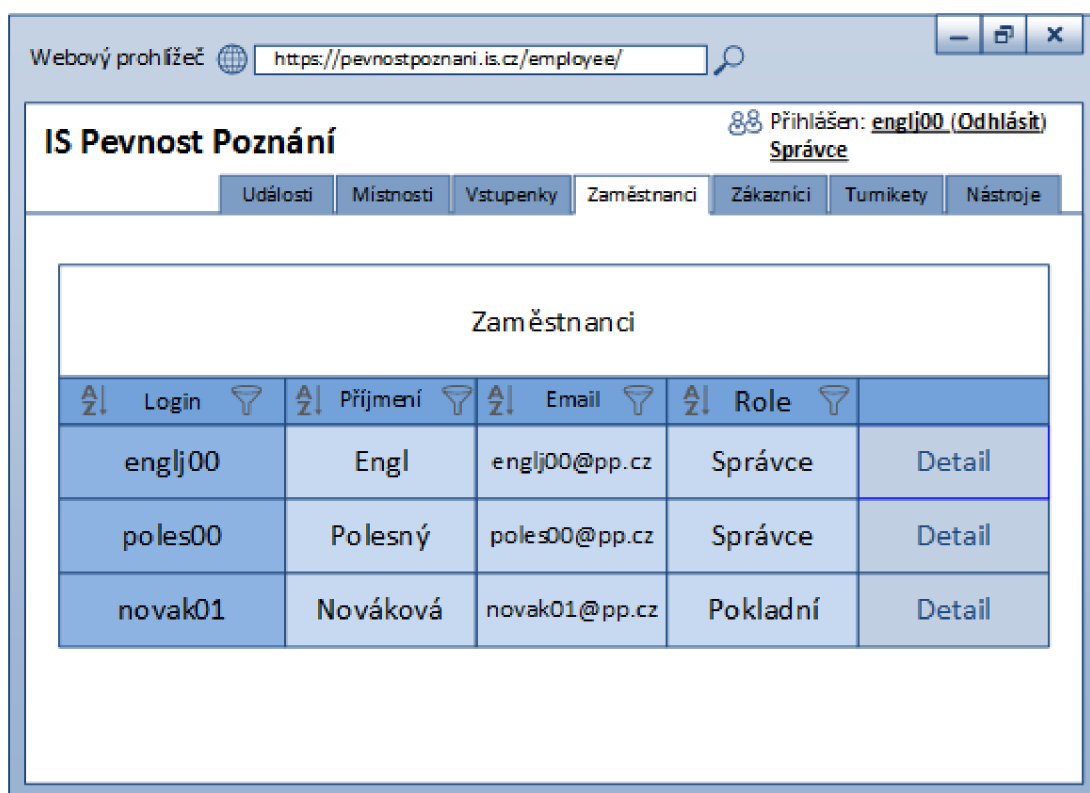 Webový prohlížeč https://pevnostpoznani.is.cz/employee/
IS Pevnost Poznání
Přihlášen: englj00 (Odhlásit)
Správce
Události Místnosti Vstupenky Zaměstnanci Zákazníci Turnikety Nástroje
Zaměstnanci
Login Příjmení Email Role
englj00 Engl englj00@pp.cz Správce Detail
poles00 Polesný poles00@pp.cz Správce Detail
novak01 Nováková novak01@pp.cz Pokladní Detail